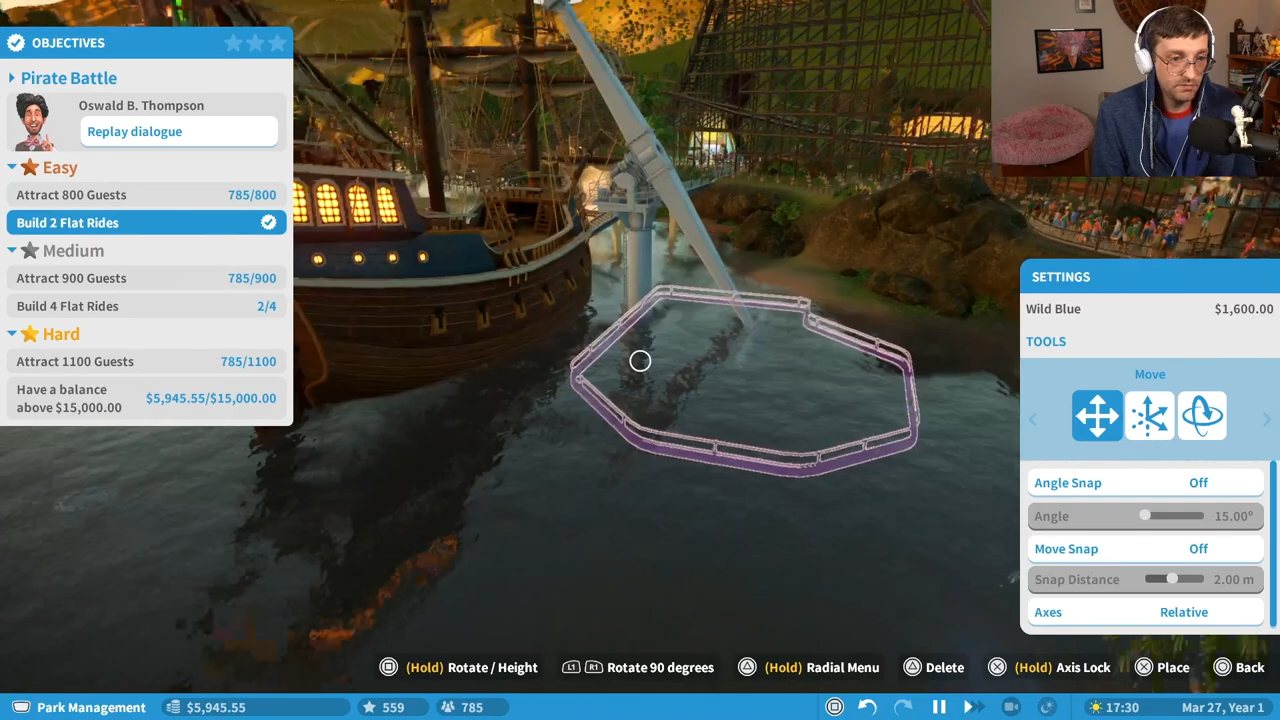 OBJECTIVES
Pirate Battle
Oswald B. Thompson
Replay dialogue
Easy
Attract 800 Guests 785/800
Build 2 Flat Rides
Medium
Attract 900 Guests 785/900
Build 4 Flat Rides 2/4
Hard
Attract 1100 Guests 785/1100
Have a balance
above $15,000.00 $5,945.55/$15,000.00
SETTINGS
Wild Blue $1,600.00
TOOLS
Move
Angle Snap Off
Angle 15.00°
Move Snap Off
Snap Distance 2.00 m
Axes Relative
(Hold) Rotate / Height L1 R1 Rotate 90 degrees (Hold) Radial Menu Delete (Hold) Axis Lock Place Back
Park Management $5,945.55 559 785 17:30 Mar 27, Year 1